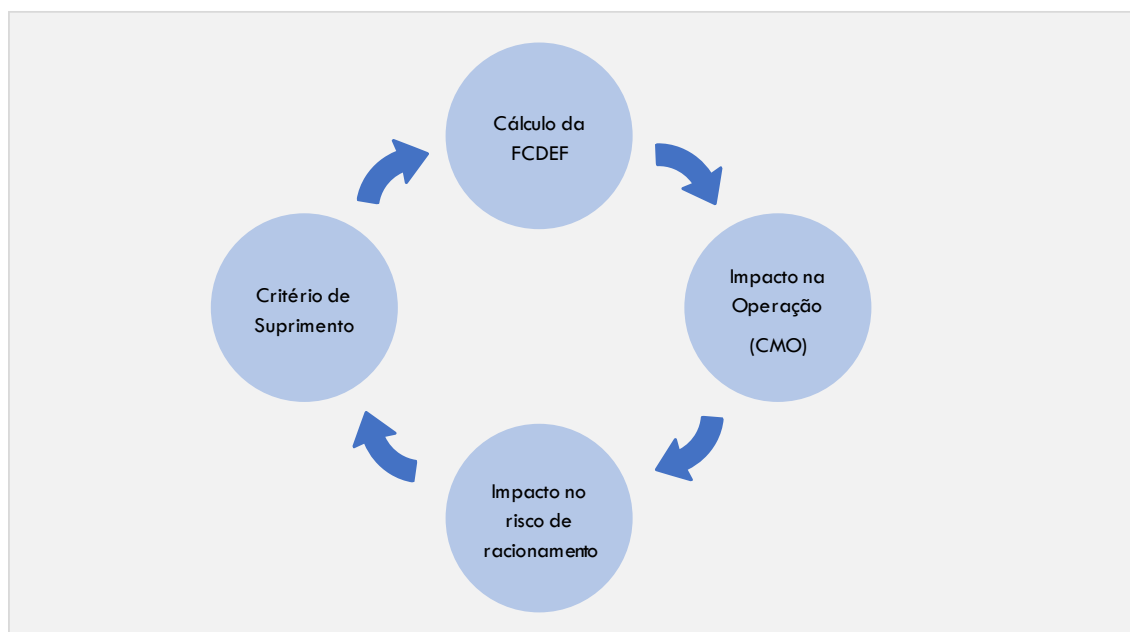 Cálculo da
FCDEF
Impacto na
Operação
(CMO)
Impacto no
risco de
racionamento
Critério de
Suprimento